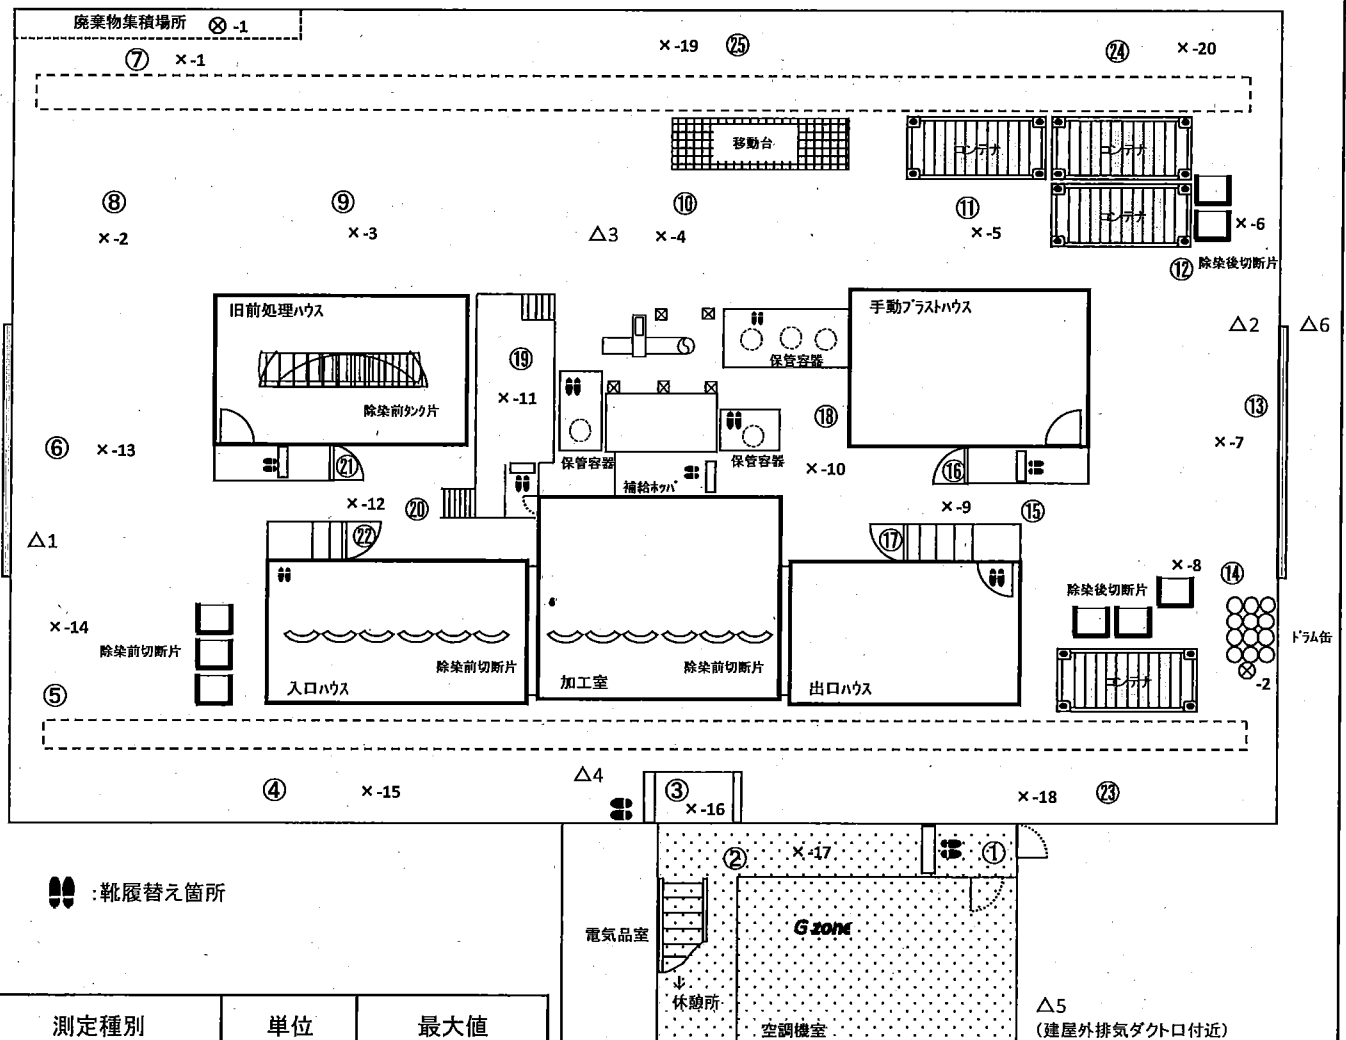 廃棄物集積場所 ⊗-1
⑦ ×-1
×-19 ㉕
㉔ ×-20
移動台
コンテナ
コンテナ
コンテナ
⑧
×-2
⑨
×-3
△3
⑩
×-4
⑪
×-5
×-6
⑫ 除染後切断片
旧前処理ハウス
除染前タンク片
⑲
×-11
保管容器
手動ブラストハウス
△2
△6
⑬
×-7
⑱
⑥ ×-13
㉑
保管容器
保管容器
×-10
⑯
補給ホッパ
×-12
⑳
㉒
×-9
⑮
⑰
△1
×-8
⑭
除染後切断片
ドラム缶
×-14
除染前切断片
除染前切断片
入口ハウス
除染前切断片
加工室
出口ハウス
コンテナ
⊗
-2
⑤
④ ×-15
△4
③
×-16
×-18 ㉓
② ×-17
①
:靴履替え箇所
電気品室
G zone
↓
休憩所
空調機室
△5
(建屋外排気ダクト口付近)
測定種別 単位 最大値